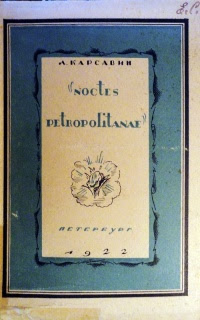 Л. КАРСАВИН
"NOCTES
PETROPOLITANAE"
ПЕТЕРБУРГ
1922